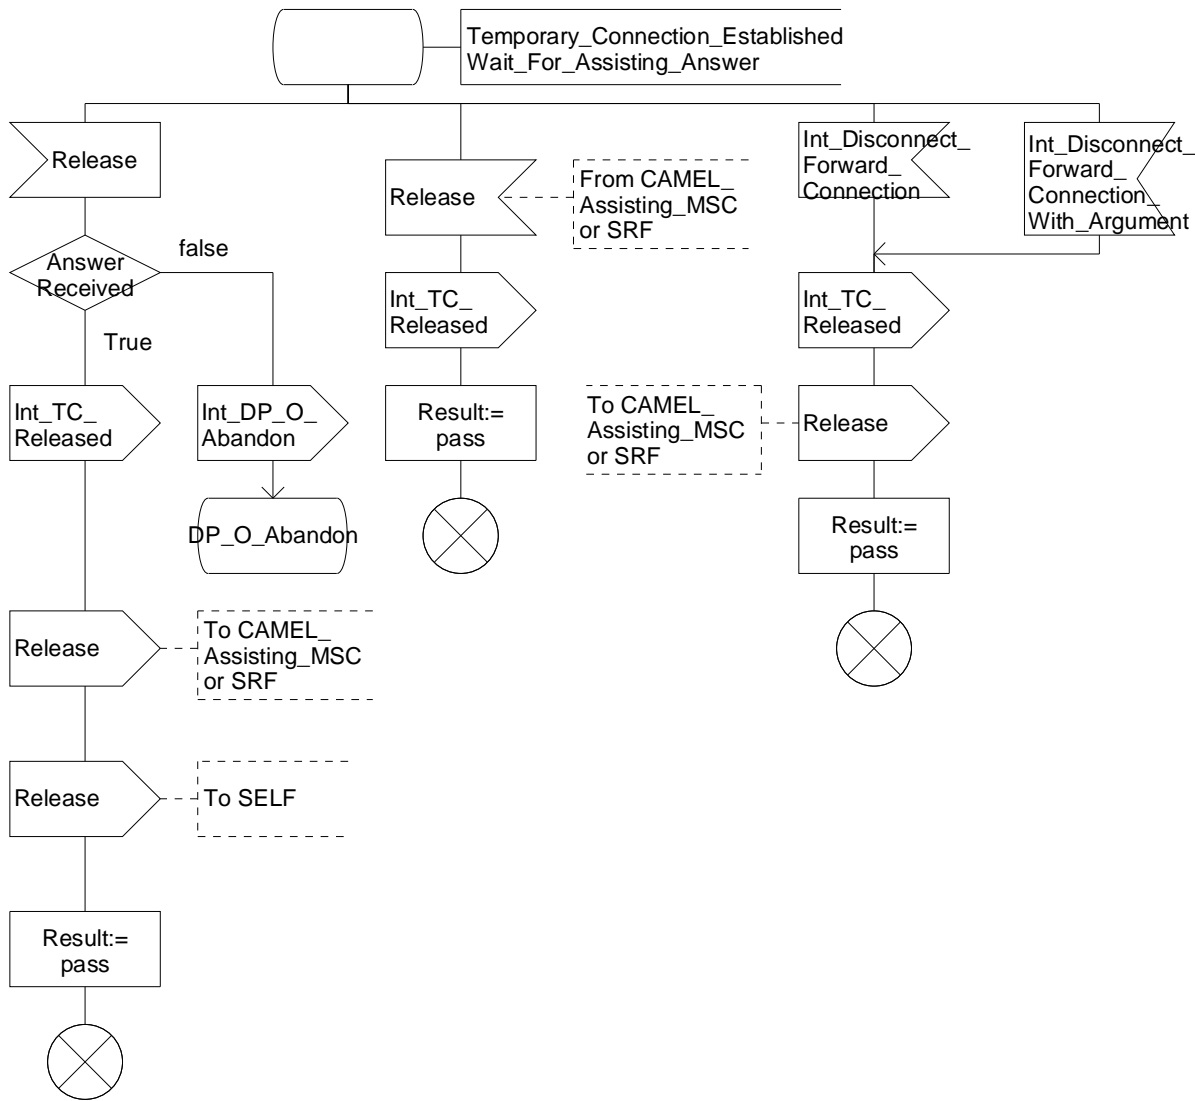 Temporary_Connection_Established
Wait_For_Assisting_Answer
Release
Release
From CAMEL_
Assisting_MSC
or SRF
Int_Disconnect_
Forward_
Connection
Int_Disconnect_
Forward_
Connection_
With_Argument
Answer
Received
false
True
Int_TC_
Released
Int_TC_
Released
Int_TC_
Released
Int_DP_O_
Abandon
Result:=
pass
To CAMEL_
Assisting_MSC
or SRF
Release
DP_O_Abandon
Result:=
pass
Release
To CAMEL_
Assisting_MSC
or SRF
Release
To SELF
Result:=
pass